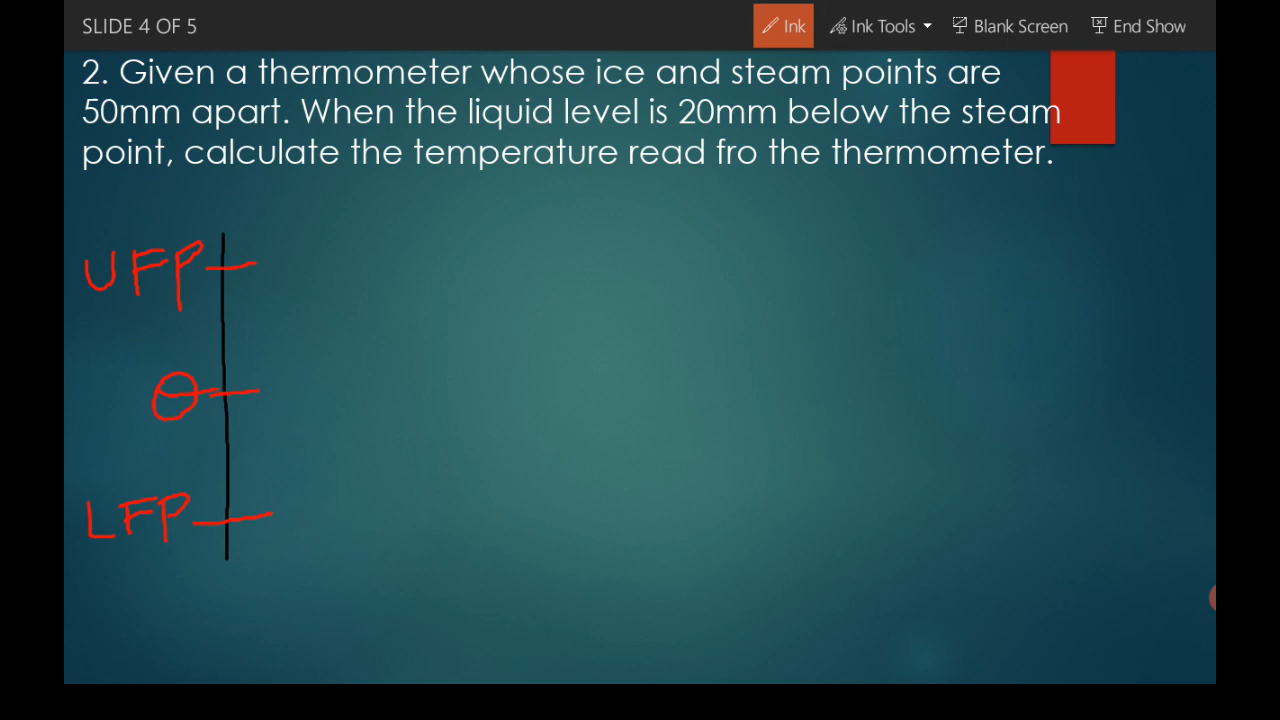 SLIDE 4 OF 5 Ink Ink Tools Blank Screen End Show
2. Given a thermometer whose ice and steam points are
50mm apart. When the liquid level is 20mm below the steam
point, calculate the temperature read fro the thermometer.
UFP
θ
LFP